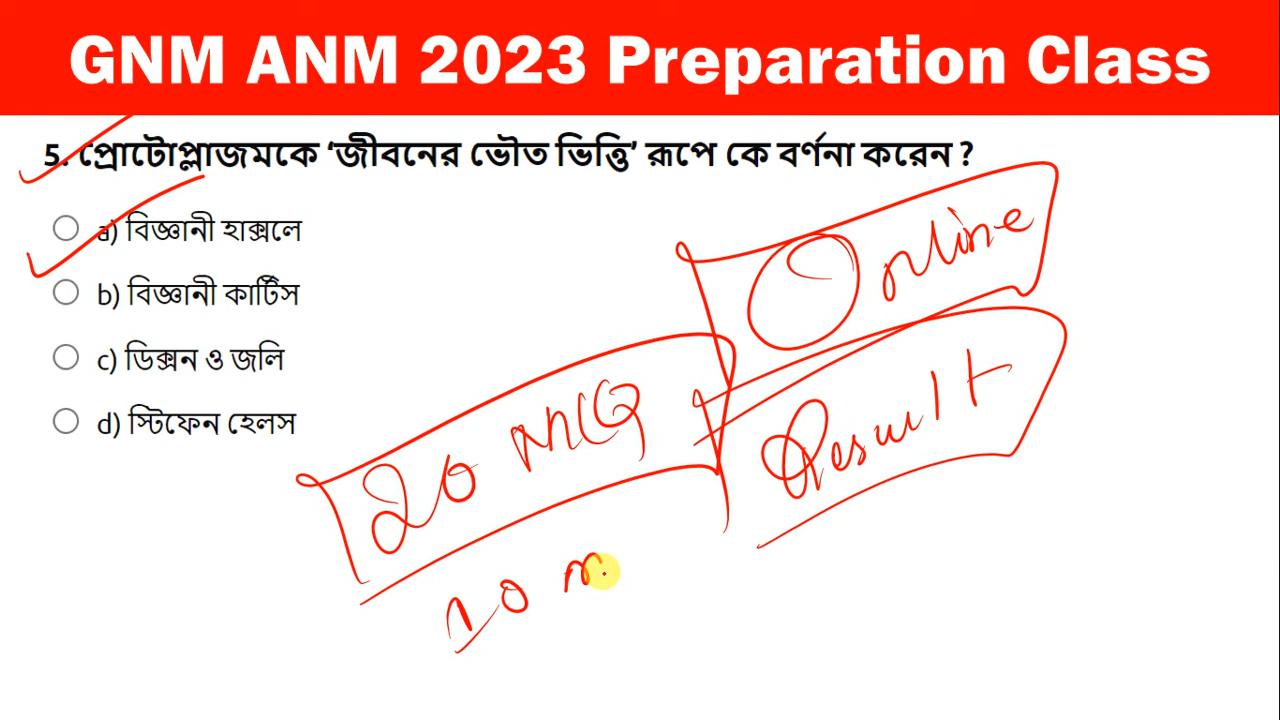 GNM ANM 2023 Preparation Class
5. প্রোটোপ্লাজমকে ‘জীবনের ভৌত ভিত্তি’ রূপে কে বর্ণনা করেন ?
a) বিজ্ঞানী হাক্সলে
b) বিজ্ঞানী কার্টিস
c) ডিক্সন ও জলি
d) স্টিফেন হেলস
Online
Result
20 MCQ
10